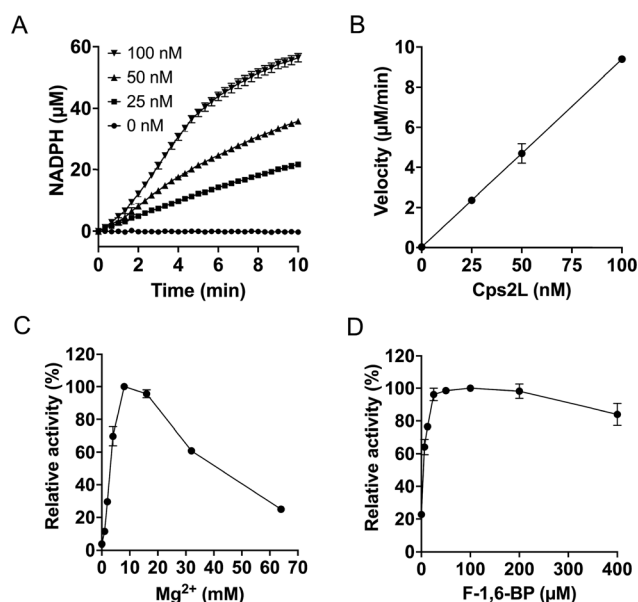 A
NADPH (µM)
60
40
20
0
100 nM
50 nM
25 nM
0 nM
0 2 4 6 8 10
Time (min)
B
Velocity (µM/min)
10
8
6
4
2
0
0 25 50 75 100
Cps2L (nM)
C
Relative activity (%)
120
100
80
60
40
20
0
0 10 20 30 40 50 60 70
Mg²⁺ (mM)
D
Relative activity (%)
120
100
80
60
40
20
0
0 100 200 300 400
F-1,6-BP (µM)